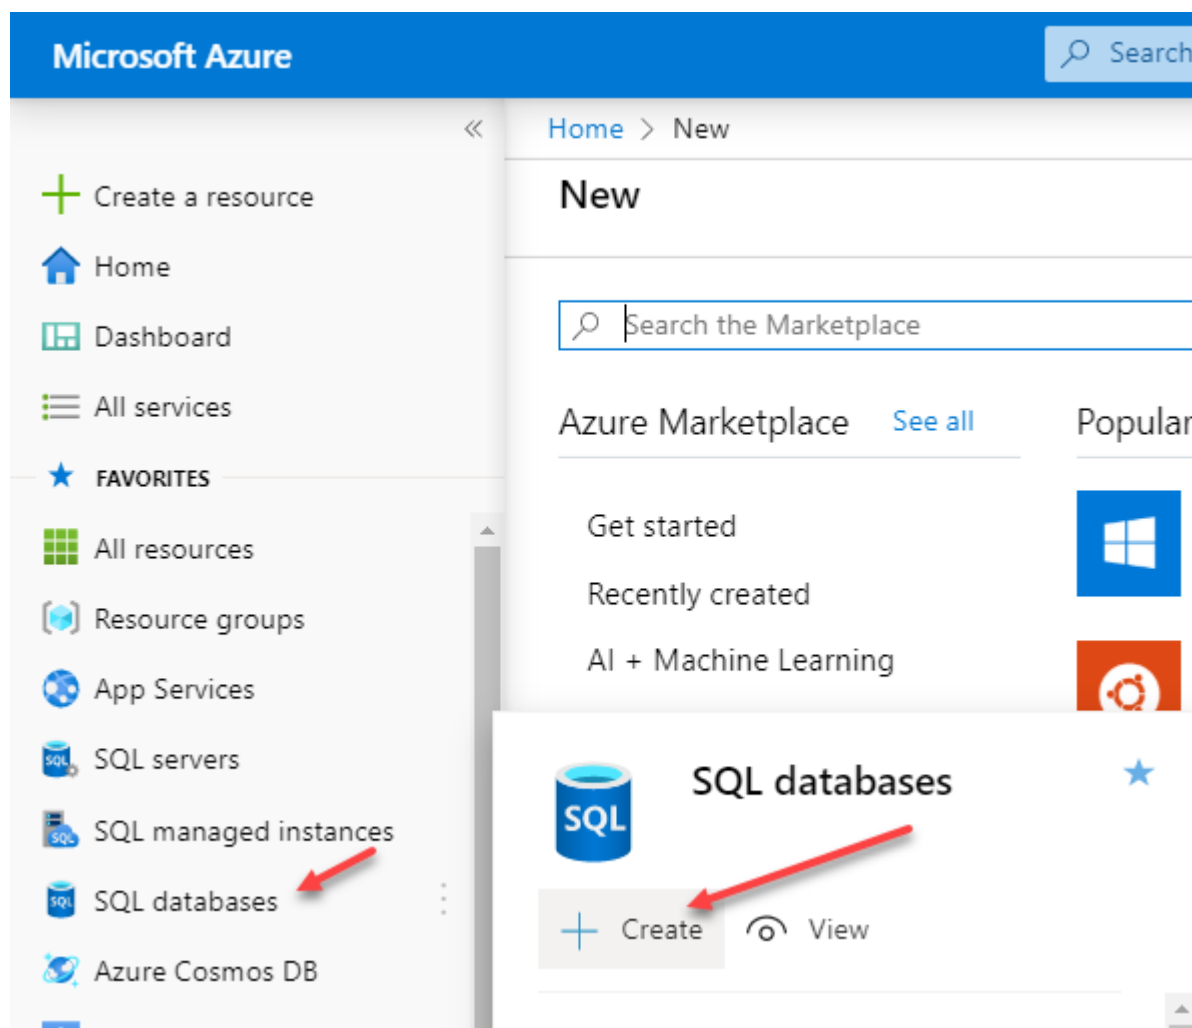 Microsoft Azure
Search
Home > New
New
Create a resource
Home
Dashboard
All services
FAVORITES
All resources
Resource groups
App Services
SQL servers
SQL managed instances
SQL databases
Azure Cosmos DB
Search the Marketplace
Azure Marketplace See all
Popular
Get started
Recently created
AI + Machine Learning
SQL
SQL databases
Create
View